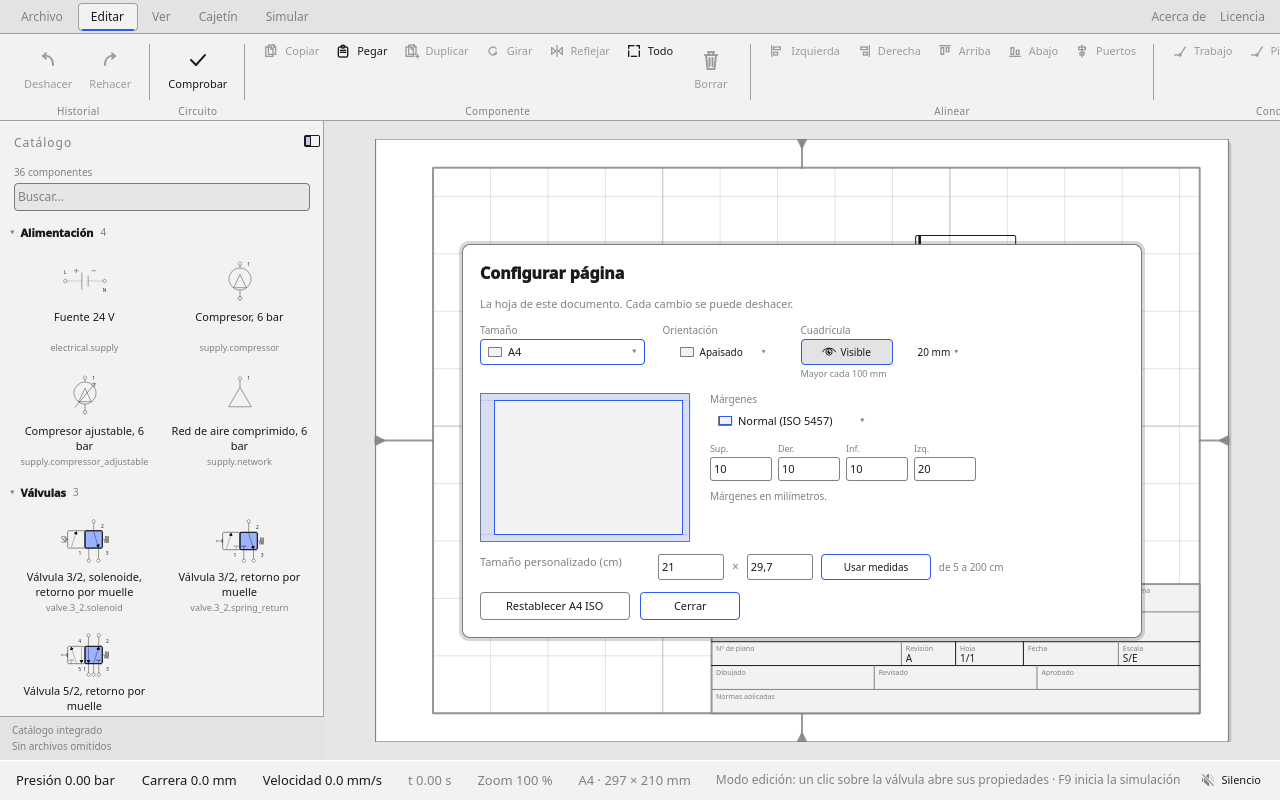 Archivo Editar Ver Cajetín Simular Acerca de Licencia
Deshacer Rehacer Comprobar Copiar Pegar Duplicar Girar Reflejar Todo Borrar Izquierda Derecha Arriba Abajo Puertos Trabajo
Historial Circuito Componente Alinear
Catálogo
36 componentes
Buscar...
Alimentación 4
Fuente 24 V
electrical.supply
Compresor, 6 bar
supply.compressor
Compresor ajustable, 6
bar
supply.compressor_adjustable
Red de aire comprimido, 6
bar
supply.network
Válvulas 3
Válvula 3/2, solenoide,
retorno por muelle
valve.3_2.solenoid
Válvula 3/2, retorno por
muelle
valve.3_2.spring_return
Válvula 5/2, retorno por
muelle
Catálogo integrado
Sin archivos omitidos
Configurar página
La hoja de este documento. Cada cambio se puede deshacer.
Tamaño Orientación Cuadrícula
A4 Apaisado Visible 20 mm
Mayor cada 100 mm
Márgenes
Normal (ISO 5457)
Sup. Der. Inf. Izq.
10 10 10 20
Márgenes en milímetros.
Tamaño personalizado (cm) 21 × 29,7 Usar medidas de 5 a 200 cm
Restablecer A4 ISO Cerrar
Nº de plano Revisión Hoja Fecha Escala
A 1/1 S/E
Dibujado Revisado Aprobado
Normas aplicadas
Presión 0.00 bar Carrera 0.0 mm Velocidad 0.0 mm/s t 0.00 s Zoom 100 % A4 · 297 × 210 mm Modo edición: un clic sobre la válvula abre sus propiedades · F9 inicia la simulación Silencio